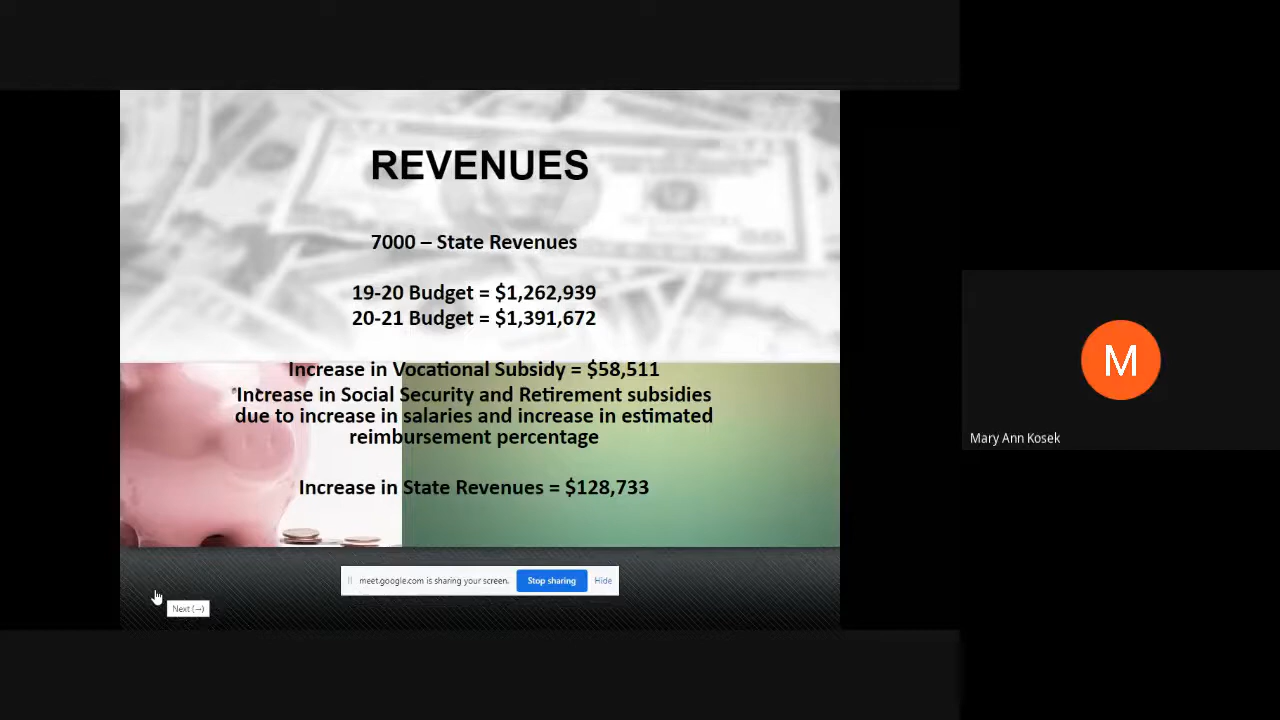 REVENUES
7000 – State Revenues
19-20 Budget = $1,262,939
20-21 Budget = $1,391,672
Increase in Vocational Subsidy = $58,511
Increase in Social Security and Retirement subsidies
due to increase in salaries and increase in estimated
reimbursement percentage
Increase in State Revenues = $128,733
meet.google.com is sharing your screen.
Stop sharing
Hide
Next (→)
M
Mary Ann Kosek